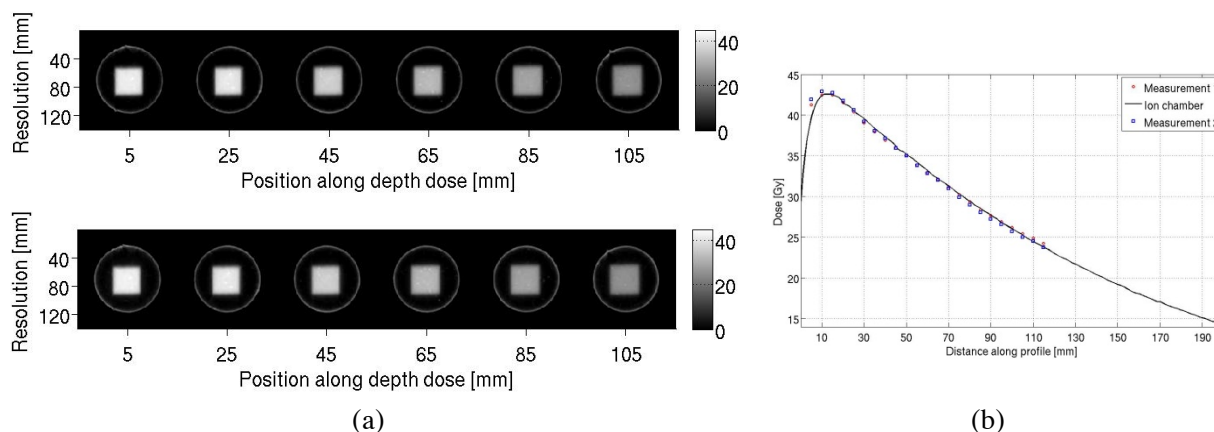 Resolution [mm]
40
80
120
5 25 45 65 85 105
Position along depth dose [mm]
40
20
0
Resolution [mm]
40
80
120
5 25 45 65 85 105
Position along depth dose [mm]
40
20
0
(a)
45
40
35
30
25
20
15
Dose [Gy]
10 30 50 70 90 110 130 150 170 190
Distance along profile [mm]
Measurement
Ion chamber
Measurement
(b)